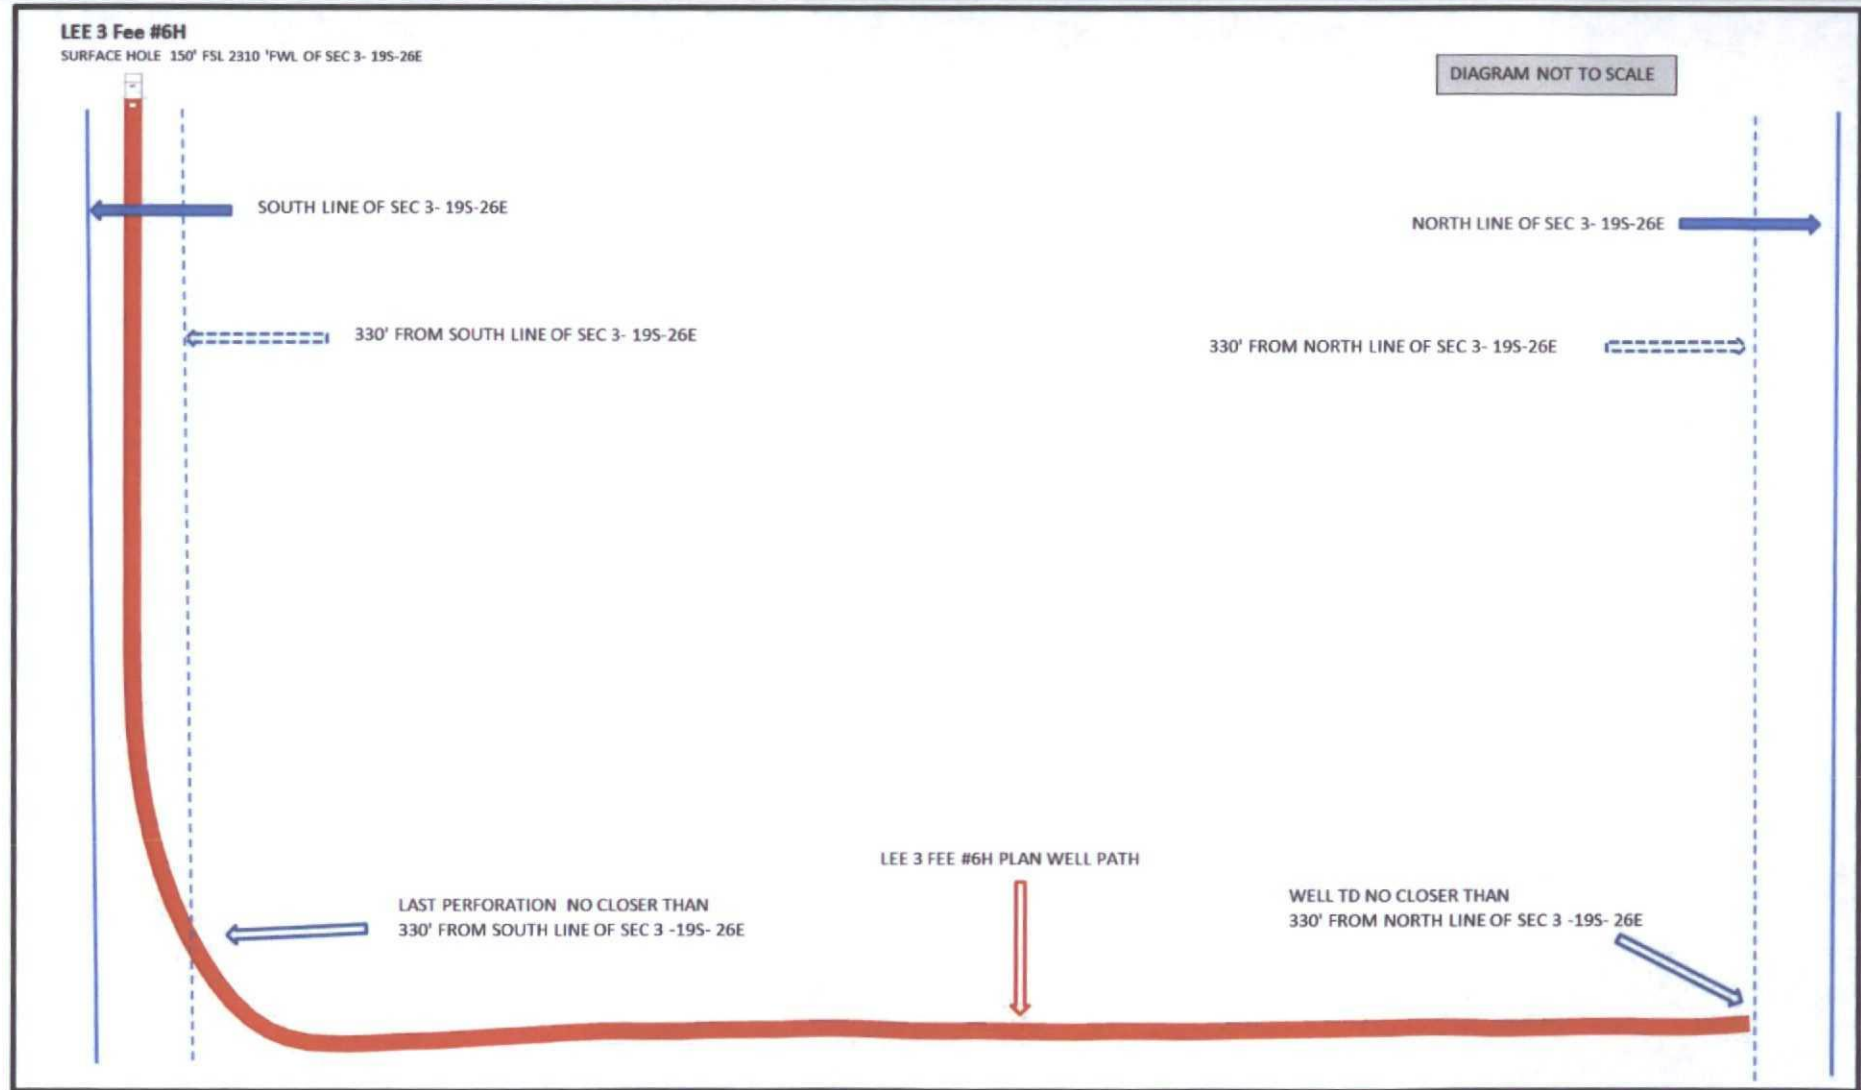 LEE 3 Fee #6H
SURFACE HOLE 150' FSL 2310 'FWL OF SEC 3- 19S-26E
DIAGRAM NOT TO SCALE
SOUTH LINE OF SEC 3- 19S-26E
NORTH LINE OF SEC 3- 19S-26E
330' FROM SOUTH LINE OF SEC 3- 19S-26E
330' FROM NORTH LINE OF SEC 3- 19S-26E
LEE 3 FEE #6H PLAN WELL PATH
LAST PERFORATION NO CLOSER THAN
330' FROM SOUTH LINE OF SEC 3 -19S- 26E
WELL TD NO CLOSER THAN
330' FROM NORTH LINE OF SEC 3 -19S- 26E